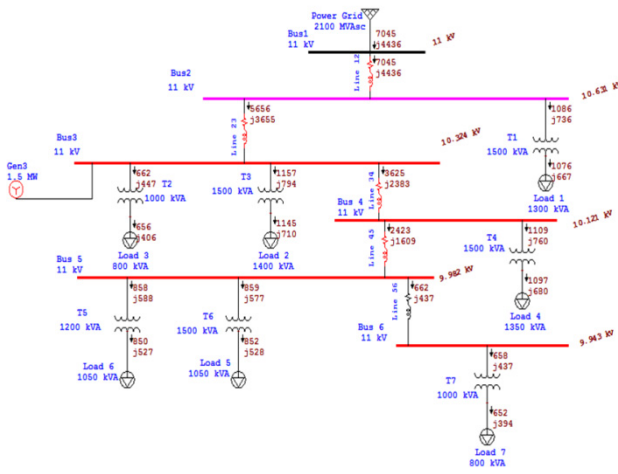 Power Grid
2100 MVAsc
7045
j4436
Bus1
11 kV
11 kV
Line 12
7045
j4436
Bus2
11 kV
10.631 kV
5656
j3655
1086
j736
Line 23
T1
1500 kVA
1076
j667
Load 1
1300 kVA
Bus3
11 kV
10.324 kV
Gen3
1.5 MW
662
j447
T2
1000 kVA
656
j406
Load 3
800 kVA
1157
j794
T3
1500 kVA
1145
j710
Load 2
1400 kVA
3625
j2383
Line 34
Bus 4
11 kV
10.121 kV
2423
j1609
Line 45
1109
j760
T4
1500 kVA
1097
j680
Load 4
1350 kVA
Bus 5
11 kV
9.982 kV
858
j588
T5
1200 kVA
850
j527
Load 6
1050 kVA
859
j577
T6
1500 kVA
852
j528
Load 5
1050 kVA
662
j437
Line 56
Bus 6
11 kV
9.943 kV
658
j437
T7
1000 kVA
652
j394
Load 7
800 kVA